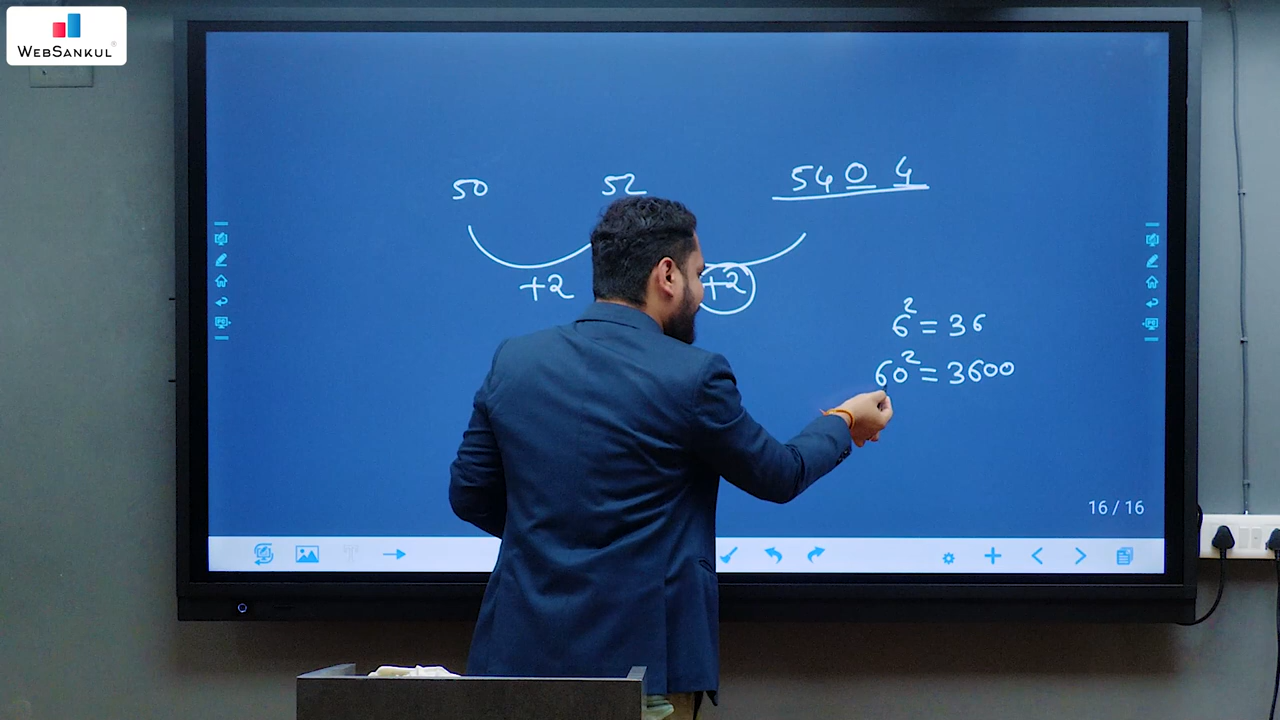 WEBSANKUL®
50 52 5404
+2 +2
6² = 36
60² = 3600
16 / 16